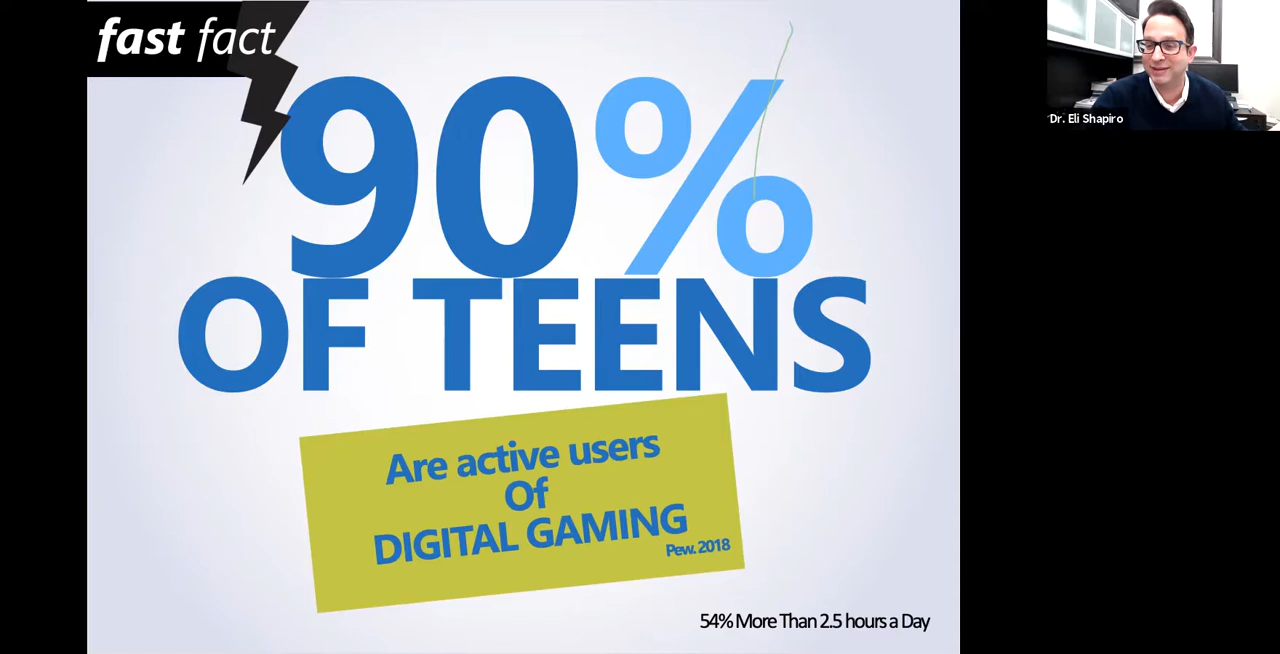 fast fact
90%
OF TEENS
Are active users
Of
DIGITAL GAMING
Pew. 2018
54% More Than 2.5 hours a Day
Dr. Eli Shapiro